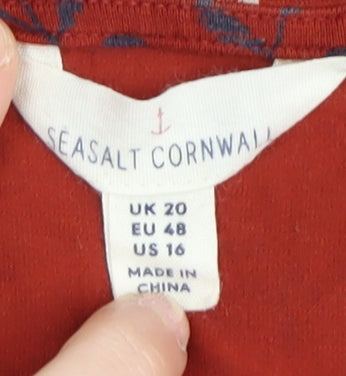 SEASALT CORNWALL
UK 20
EU 48
US 16
MADE IN
CHINA